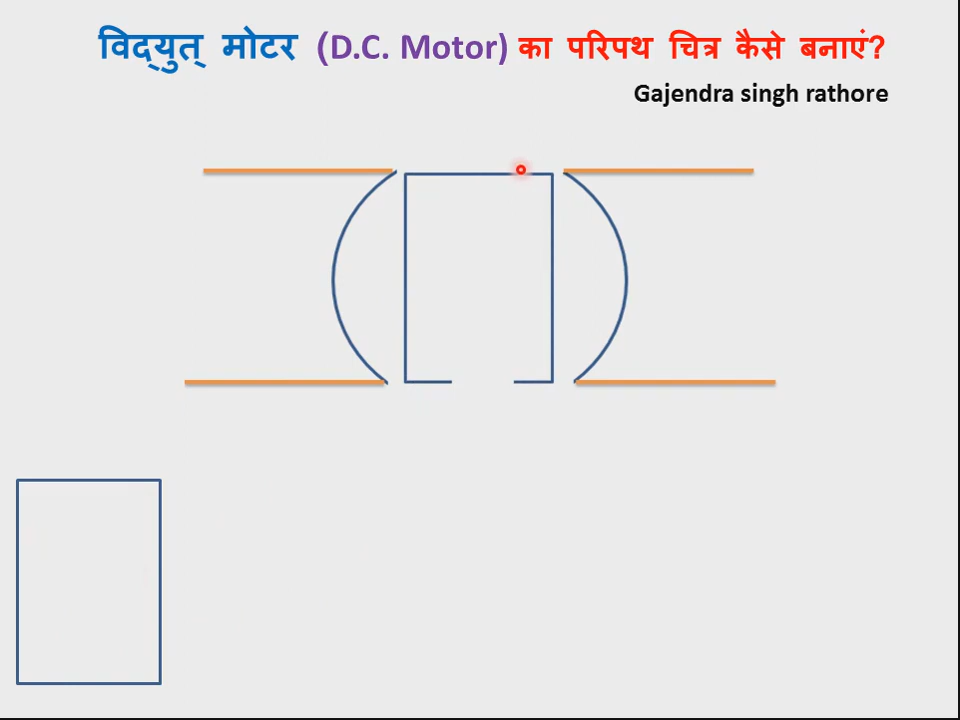 विद्‌युत् मोटर (D.C. Motor) का परिपथ चित्र कैसे बनाएं?
Gajendra singh rathore